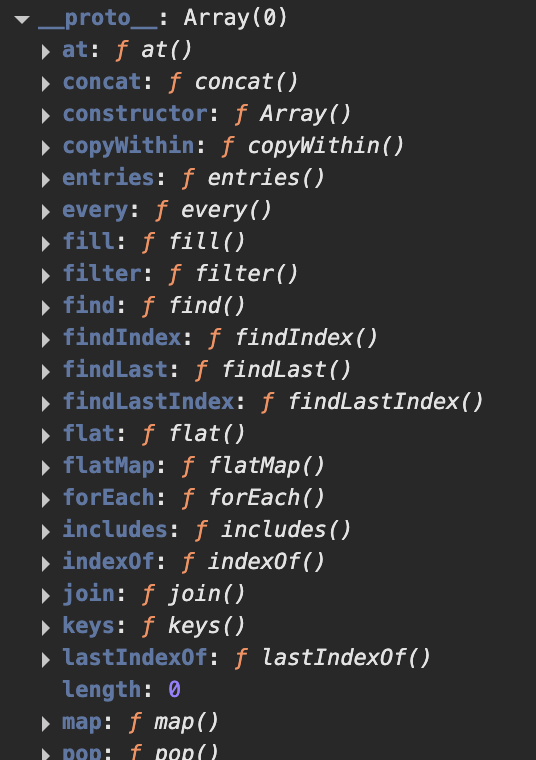 __proto__: Array(0)
at: ƒ at()
concat: ƒ concat()
constructor: ƒ Array()
copyWithin: ƒ copyWithin()
entries: ƒ entries()
every: ƒ every()
fill: ƒ fill()
filter: ƒ filter()
find: ƒ find()
findIndex: ƒ findIndex()
findLast: ƒ findLast()
findLastIndex: ƒ findLastIndex()
flat: ƒ flat()
flatMap: ƒ flatMap()
forEach: ƒ forEach()
includes: ƒ includes()
indexOf: ƒ indexOf()
join: ƒ join()
keys: ƒ keys()
lastIndexOf: ƒ lastIndexOf()
length: 0
map: ƒ map()
pop: ƒ pop()